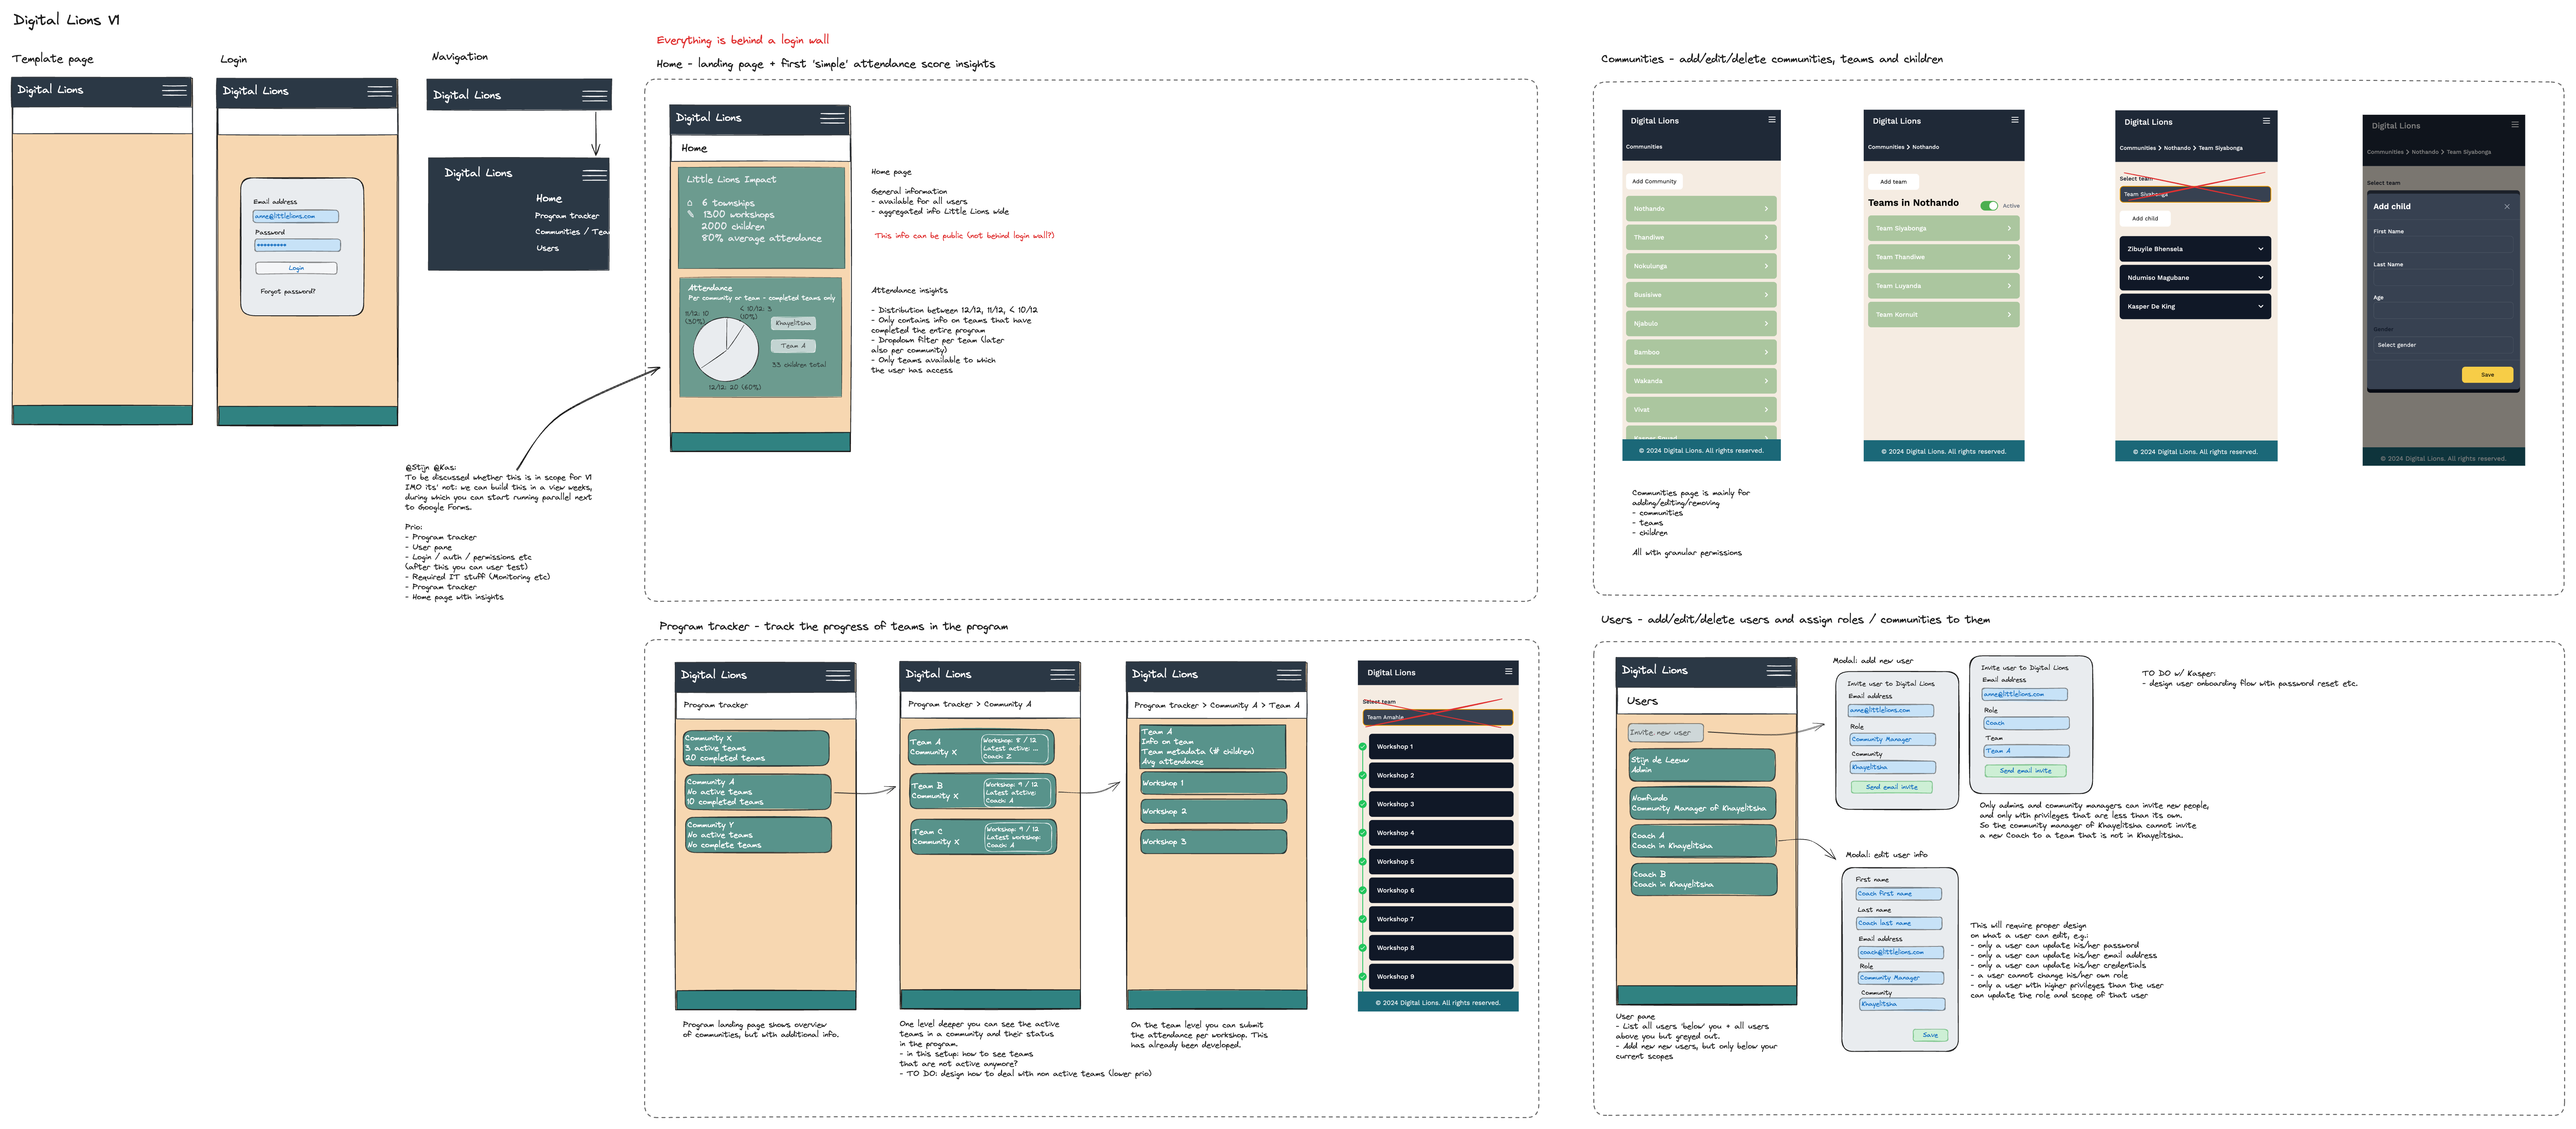 Digital Lions V1
Template page
Digital Lions
Login
Digital Lions
Email address
anne@littlelions.com
Password
Login
Forgot password?
Navigation
Digital Lions
Digital Lions
Home
Program tracker
Communities / Tea
Users
@Stijn @Kas:
To be discussed whether this is in scope for V1
IMO its' not: we can build this in a view weeks,
during which you can start running parallel next
to Google Forms.
Prio:
- Program tracker
- User pane
- Login / auth / permissions etc
(after this you can user test)
- Required IT stuff (Monitoring etc)
- Program tracker
- Home page with insights
Everything is behind a login wall
Home - landing page + first 'simple' attendance score insights
Digital Lions
Home
Little Lions Impact
6 townships
1300 workshops
2000 children
80% average attendance
Attendance
Per community or team - completed teams only
11/12: 10
(30%)
< 10/12: 3
(10%)
Khayelitsha
Team A
33 children total
12/12: 20 (60%)
Home page
General information
- available for all users
- aggregated info Little Lions wide
This info can be public (not behind login wall?)
Attendance insights
- Distribution between 12/12, 11/12, < 10/12
- Only contains info on teams that have
completed the entire program
- Dropdown filter per team (later
also per community)
- Only teams available to which
the user has access
Program tracker - track the progress of teams in the program
Digital Lions
Program tracker
Community X
3 active teams
20 completed teams
Community A
No active teams
10 completed teams
Community Y
No active teams
No complete teams
Program landing page shows overview
of communities, but with additional info.
Digital Lions
Program tracker > Community A
Team A
Community X
Workshop: 8 / 12
Latest active: ...
Coach: Z
Team B
Community X
Workshop: 9 / 12
Latest atctive:
Coach: A
Team C
Community X
Workshop: 9 / 12
Latest workshop:
Coach: A
One level deeper you can see the active
teams in a community and their status
in the program.
- in this setup: how to see teams
that are not active anymore?
- TO DO: design how to deal with non active teams (lower prio)
Digital Lions
Program tracker > Community A > Team A
Team A
Info on team
Team metadata (# children)
Avg attendance
Workshop 1
Workshop 2
Workshop 3
On the team level you can submit
the attendance per workshop. This
has already been developed.
Digital Lions
Select team
Team Amahle
Workshop 1
Workshop 2
Workshop 3
Workshop 4
Workshop 5
Workshop 6
Workshop 7
Workshop 8
Workshop 9
© 2024 Digital Lions. All rights reserved.
Communities - add/edit/delete communities, teams and children
Digital Lions
Communities
Add Community
Nothando
Thandiwe
Nokulunga
Busisiwe
Njabulo
Bamboo
Wakanda
Vivat
Kasper Squad
© 2024 Digital Lions. All rights reserved.
Communities page is mainly for
adding/editing/removing
- communities
- teams
- children
All with granular permissions
Digital Lions
Communities > Nothando
Add team
Teams in Nothando
Active
Team Siyabonga
Team Thandiwe
Team Luyanda
Team Kornuit
© 2024 Digital Lions. All rights reserved.
Digital Lions
Communities > Nothando > Team Siyabonga
Select team
Team Siyabonga
Add child
Zibuyile Bhensela
Ndumiso Magubane
Kasper De King
© 2024 Digital Lions. All rights reserved.
Digital Lions
Communities > Nothando > Team Siyabonga
Select team
Add child
First Name
Last Name
Age
Gender
Select gender
Save
© 2024 Digital Lions. All rights reserved.
Users - add/edit/delete users and assign roles / communities to them
Digital Lions
Users
Invite new user
Stijn de Leeuw
Admin
Nomfundo
Community Manager of Khayelitsha
Coach A
Coach in Khayelitsha
Coach B
Coach in Khayelitsha
User pane
- List all users 'below' you + all users
above you but greyed out.
- Add new new users, but only below your
current scopes
Modal: add new user
Invite user to Digital Lions
Email address
anne@littlelions.com
Role
Community Manager
Community
Khayelitsha
Send email invite
Invite user to Digital Lions
Email address
anne@littlelions.com
Role
Coach
Team
Team A
Send email invite
TO DO w/ Kasper:
- design user onboarding flow with password reset etc.
Only admins and community managers can invite new people,
and only with privileges that are less than its own.
So the community manager of Khayelitsha cannot invite
a new Coach to a team that is not in Khayelitsha.
Modal: edit user info
First name
Coach first name
Last name
Coach last name
Email address
coach@littlelions.com
Role
Community Manager
Community
Khayelitsha
Save
This will require proper design
on what a user can edit, e.g.:
- only a user can update his/her password
- only a user can update his/her email address
- only a user can update his/her credentials
- a user cannot change his/her own role
- only a user with higher privileges than the user
can update the role and scope of that user